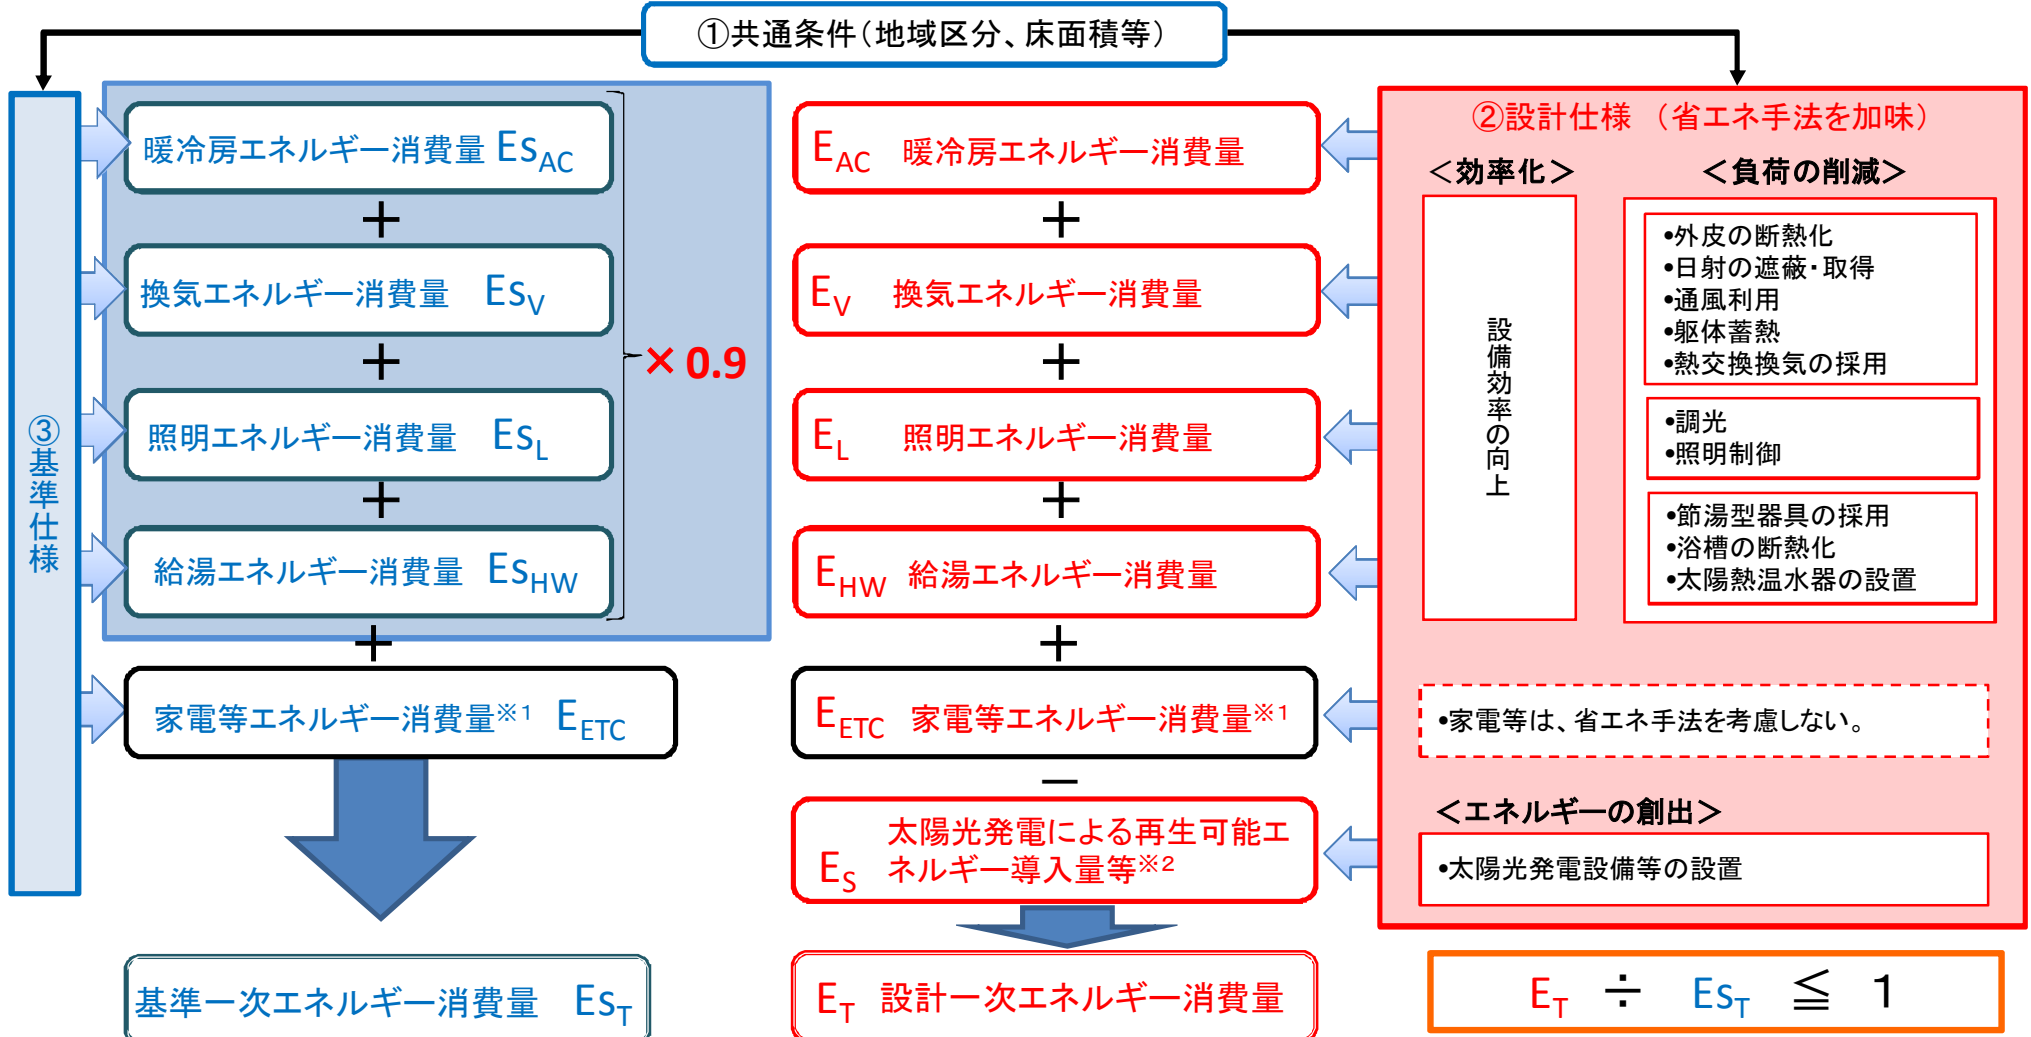 ①共通条件（地域区分、床面積等）
③基準仕様
暖冷房エネルギー消費量 EsAC
＋
換気エネルギー消費量 EsV
＋
照明エネルギー消費量 EsL
＋
給湯エネルギー消費量 EsHW
× 0.9
＋
家電等エネルギー消費量※1 EETC
基準一次エネルギー消費量 EsT
EAC 暖冷房エネルギー消費量
＋
EV 換気エネルギー消費量
＋
EL 照明エネルギー消費量
＋
EHW 給湯エネルギー消費量
＋
EETC 家電等エネルギー消費量※1
－
太陽光発電による再生可能エ
ES ネルギー導入量等※2
ET 設計一次エネルギー消費量
②設計仕様 （省エネ手法を加味）
＜効率化＞
設備効率の向上
＜負荷の削減＞
•外皮の断熱化
•日射の遮蔽・取得
•通風利用
•躯体蓄熱
•熱交換換気の採用
•調光
•照明制御
•節湯型器具の採用
•浴槽の断熱化
•太陽熱温水器の設置
•家電等は、省エネ手法を考慮しない。
＜エネルギーの創出＞
•太陽光発電設備等の設置
ET ÷ EsT ≦ 1